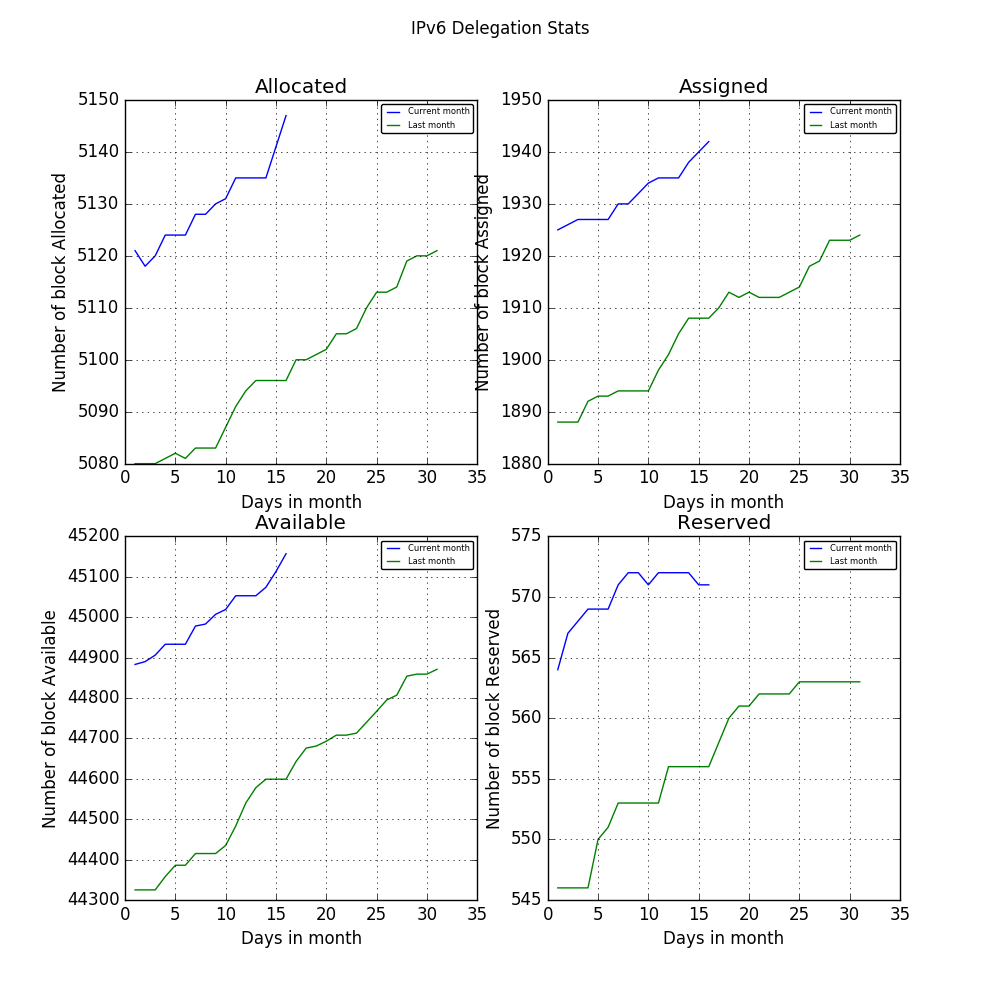 IPv6 Delegation Stats
Allocated
Number of block Allocated
5150
5140
5130
5120
5110
5100
5090
5080
Current month
Last month
0 5 10 15 20 25 30 35
Days in month
Assigned
Number of block Assigned
1950
1940
1930
1920
1910
1900
1890
1880
Current month
Last month
0 5 10 15 20 25 30 35
Days in month
Available
Number of block Available
45200
45100
45000
44900
44800
44700
44600
44500
44400
44300
Current month
Last month
0 5 10 15 20 25 30 35
Days in month
Reserved
Number of block Reserved
575
570
565
560
555
550
545
Current month
Last month
0 5 10 15 20 25 30 35
Days in month